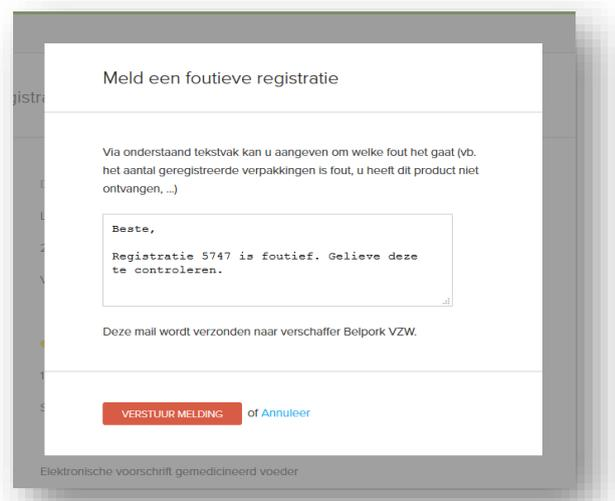 Meld een foutieve registratie
Via onderstaand tekstvak kan u aangeven om welke fout het gaat (vb.
het aantal geregistreerde verpakkingen is fout, u heeft dit product niet
ontvangen, ...)
Beste,
Registratie 5747 is foutief. Gelieve deze
te controleren.
Deze mail wordt verzonden naar verschaffer Belpork VZW.
VERSTUUR MELDING of Annuleer
Elektronische voorschrift gemedicineerd voeder